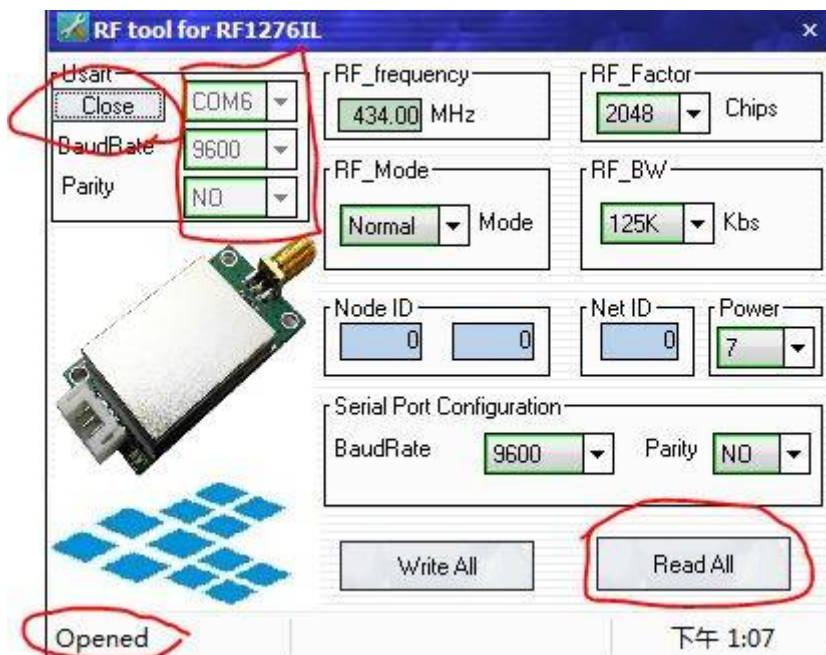 RF tool for RF1276IL
Usart
Close COM6
BaudRate 9600
Parity NO
RF_frequency
434.00 MHz
RF_Factor
2048 Chips
RF_Mode
Normal Mode
RF_BW
125K Kbs
Node ID
0 0
Net ID
0
Power
7
Serial Port Configuration
BaudRate 9600 Parity NO
Write All Read All
Opened 下午 1:07